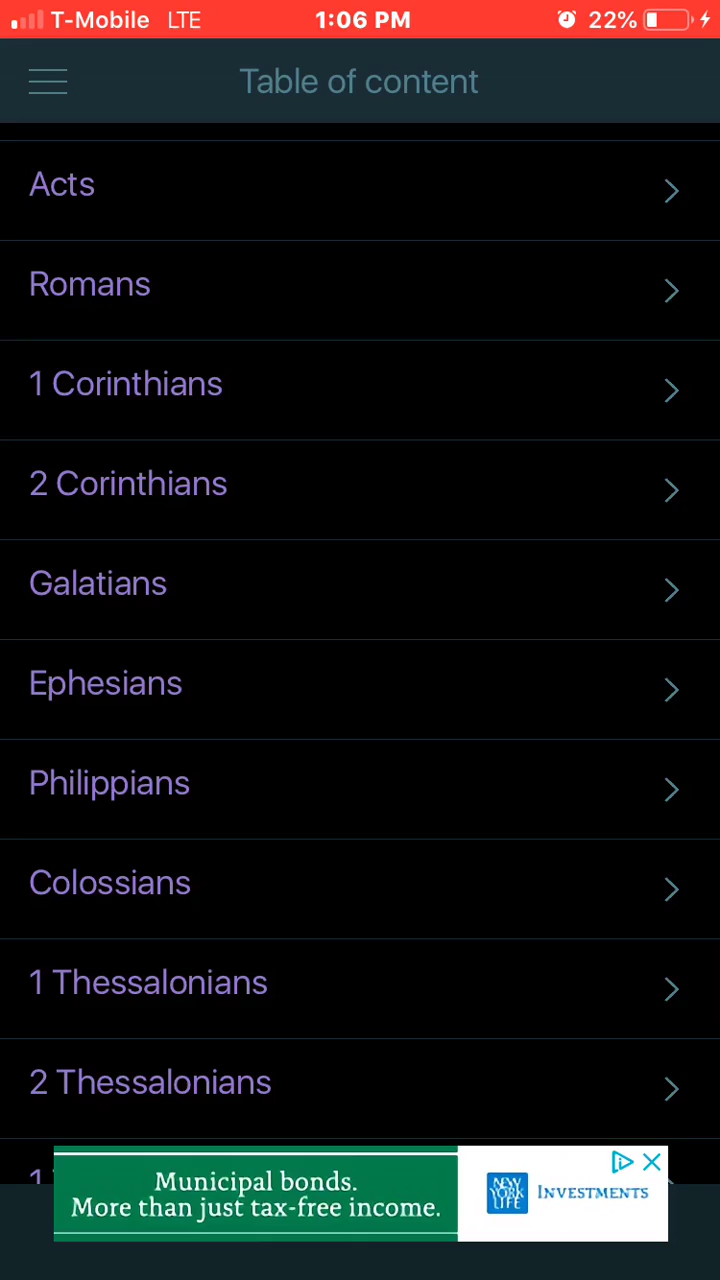 T-Mobile LTE 1:06 PM 22%
Table of content
Acts
Romans
1 Corinthians
2 Corinthians
Galatians
Ephesians
Philippians
Colossians
1 Thessalonians
2 Thessalonians
1
Municipal bonds.
More than just tax-free income.
NEW
YORK
LIFE
INVESTMENTS